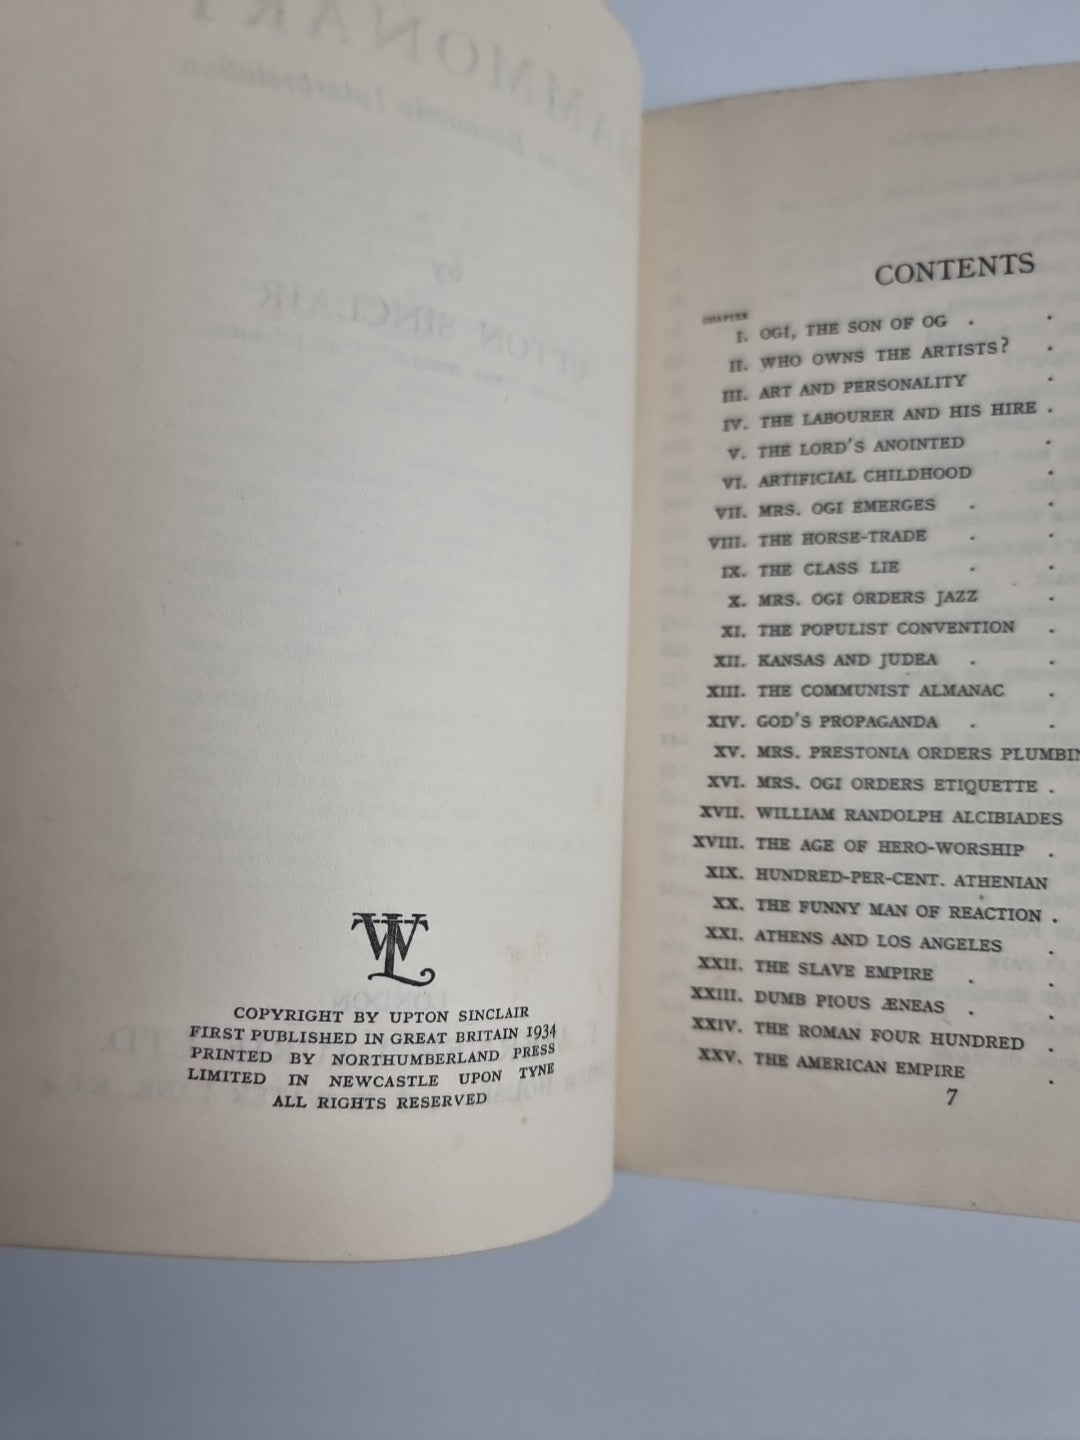 COPYRIGHT BY UPTON SINCLAIR
FIRST PUBLISHED IN GREAT BRITAIN 1934
PRINTED BY NORTHUMBERLAND PRESS
LIMITED IN NEWCASTLE UPON TYNE
ALL RIGHTS RESERVED
CONTENTS
CHAPTER
I. OGI, THE SON OF OG .
II. WHO OWNS THE ARTISTS? .
III. ART AND PERSONALITY .
IV. THE LABOURER AND HIS HIRE .
V. THE LORD'S ANOINTED .
VI. ARTIFICIAL CHILDHOOD .
VII. MRS. OGI EMERGES . .
VIII. THE HORSE-TRADE . .
IX. THE CLASS LIE . .
X. MRS. OGI ORDERS JAZZ .
XI. THE POPULIST CONVENTION .
XII. KANSAS AND JUDEA . .
XIII. THE COMMUNIST ALMANAC .
XIV. GOD'S PROPAGANDA . .
XV. MRS. PRESTONIA ORDERS PLUMBIN
XVI. MRS. OGI ORDERS ETIQUETTE .
XVII. WILLIAM RANDOLPH ALCIBIADES
XVIII. THE AGE OF HERO-WORSHIP .
XIX. HUNDRED-PER-CENT. ATHENIAN
XX. THE FUNNY MAN OF REACTION .
XXI. ATHENS AND LOS ANGELES .
XXII. THE SLAVE EMPIRE . .
XXIII. DUMB PIOUS ÆNEAS . .
XXIV. THE ROMAN FOUR HUNDRED .
XXV. THE AMERICAN EMPIRE .
7